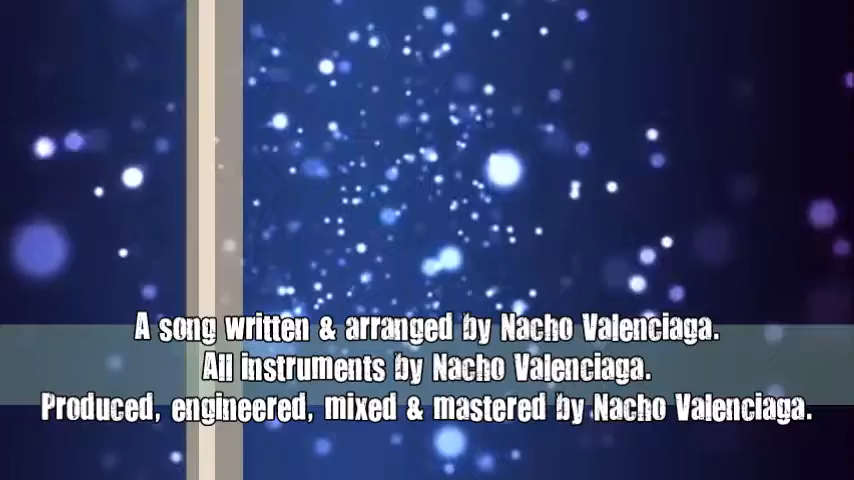 A song written & arranged by Nacho Valenciaga.
All instruments by Nacho Valenciaga.
Produced, engineered, mixed & mastered by Nacho Valenciaga.